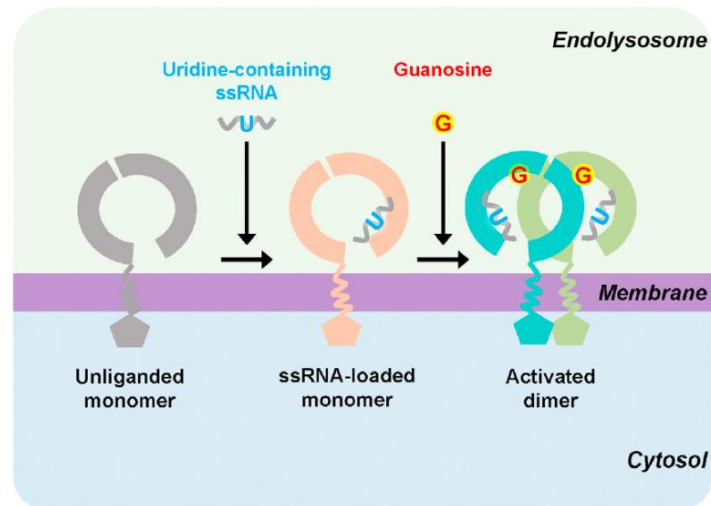 Endolysosome
Uridine-containing
ssRNA
Guanosine
U
G
G
G
U
U
U
Membrane
Unliganded
monomer
ssRNA-loaded
monomer
Activated
dimer
Cytosol